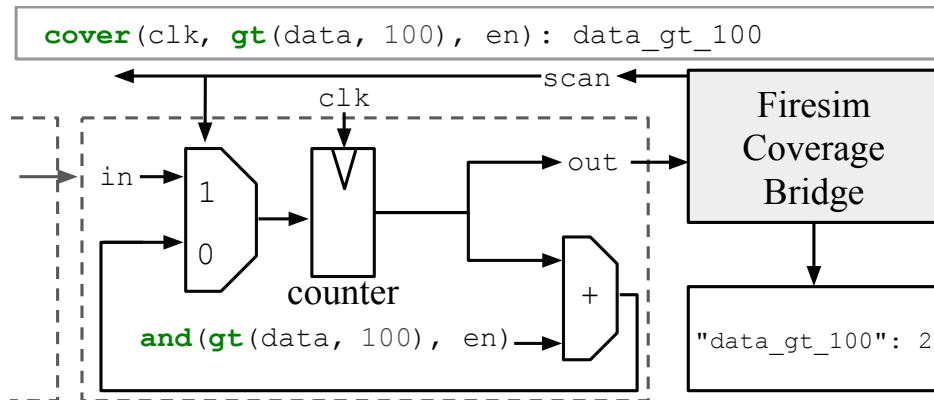 cover(clk, gt(data, 100), en): data_gt_100
scan
clk
Firesim
Coverage
Bridge
in
1
0
out
counter
+
and(gt(data, 100), en)
"data_gt_100": 2